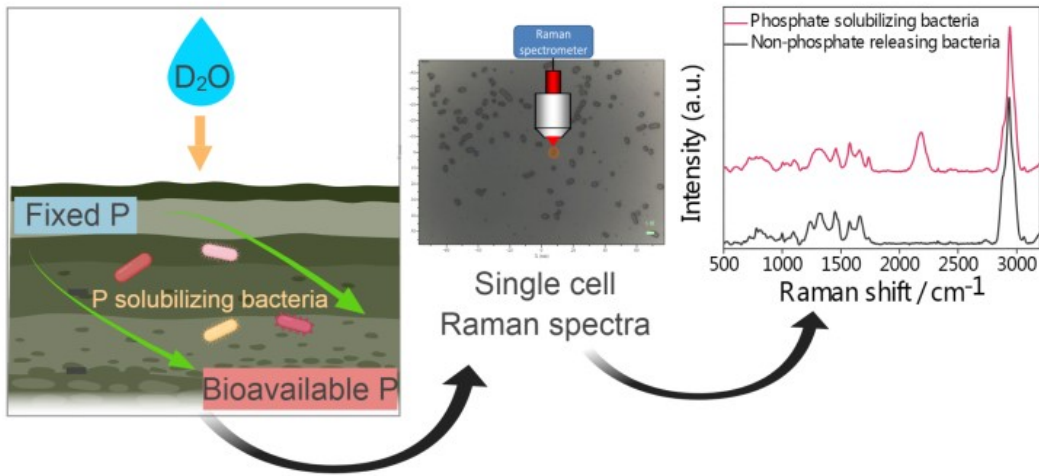 D₂O
Fixed P
P solubilizing bacteria
Bioavailable P
Raman
spectrometer
Single cell
Raman spectra
Phosphate solubilizing bacteria
Non-phosphate releasing bacteria
Intensity (a.u.)
500 1000 1500 2000 2500 3000
Raman shift / cm⁻¹